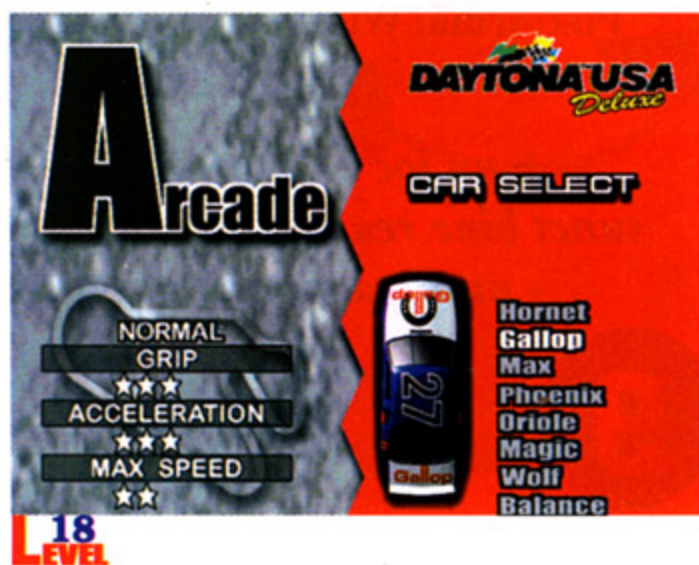 Arcade
DAYTONA USA
Deluxe
CAR SELECT
NORMAL
GRIP
ACCELERATION
MAX SPEED
Gallop
27
Gallop
Hornet
Gallop
Max
Pheenix
Oriole
Magic
Wolf
Balance
18
LEVEL